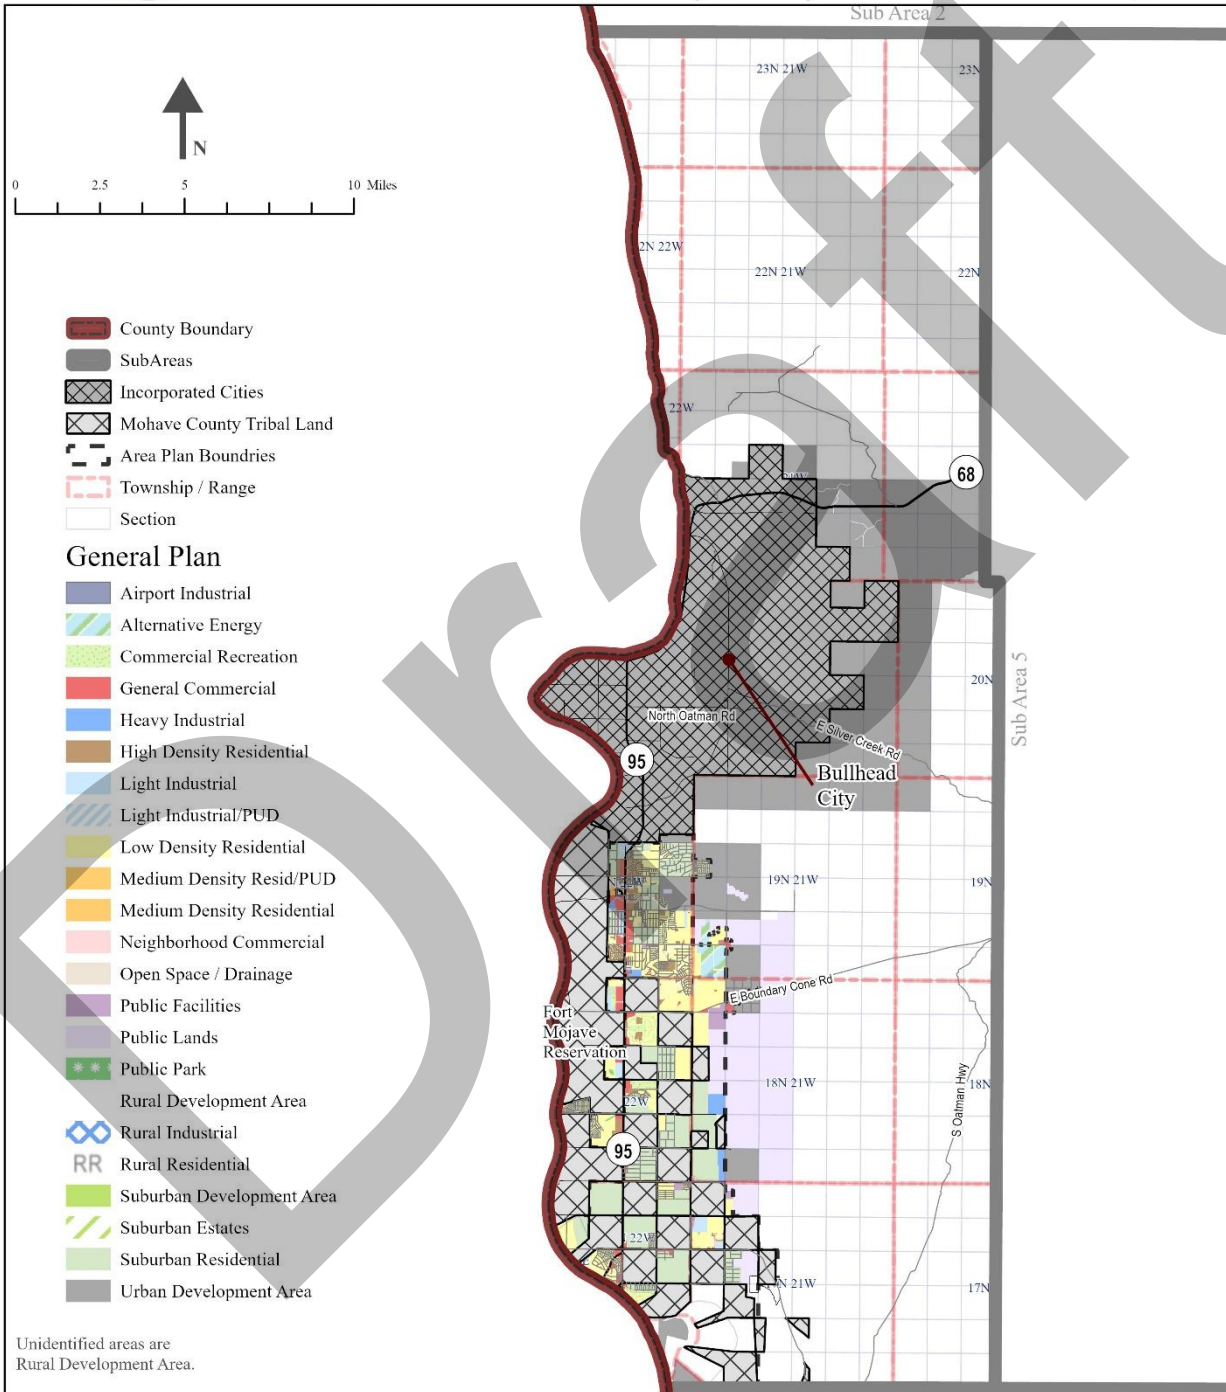 Sub Area 2
23N 21W
23N
N
0 2.5 5 10 Miles
2N 22W
22N 21W
22N
County Boundary
SubAreas
Incorporated Cities
Mohave County Tribal Land
Area Plan Boundries
Township / Range
Section
General Plan
Airport Industrial
Alternative Energy
Commercial Recreation
General Commercial
Heavy Industrial
High Density Residential
Light Industrial
Light Industrial/PUD
Low Density Residential
Medium Density Resid/PUD
Medium Density Residential
Neighborhood Commercial
Open Space / Drainage
Public Facilities
Public Lands
Public Park
Rural Development Area
Rural Industrial
RR Rural Residential
Suburban Development Area
Suburban Estates
Suburban Residential
Urban Development Area
Unidentified areas are
Rural Development Area.
22W
68
20N
Sub Area 5
North Oatman Rd
E Silver Creek Rd
95
Bullhead
City
22W
19N 21W
19N
E Boundary Cone Rd
Fort
Mojave
Reservation
18N 21W
18N
22W
S Oatman Hwy
95
22W
N 21W
17N
Draft